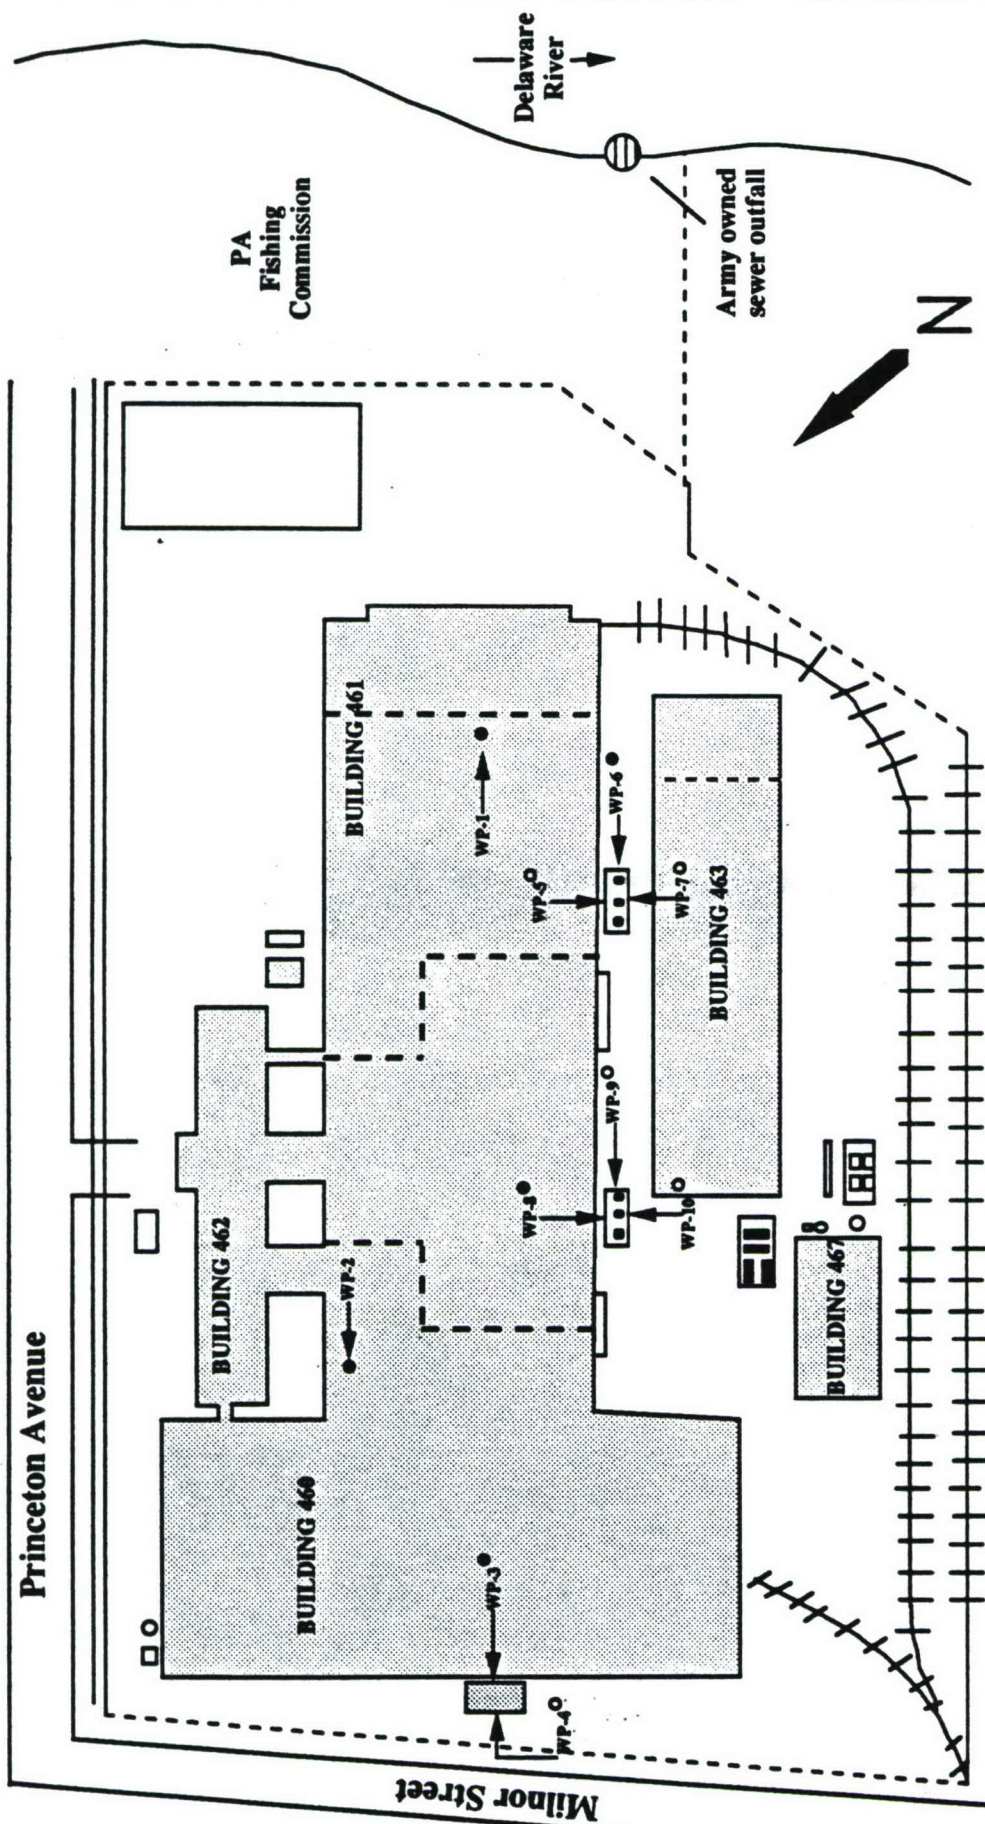 Princeton Avenue
Milnor Street
PA
Fishing
Commission
Delaware
River
Army owned
sewer outfall
N
BUILDING 461
BUILDING 462
BUILDING 460
BUILDING 463
BUILDING 467
WP-1
WP-2
WP-3
WP-4
WP-5
WP-6
WP-7
WP-8
WP-9
WP-10